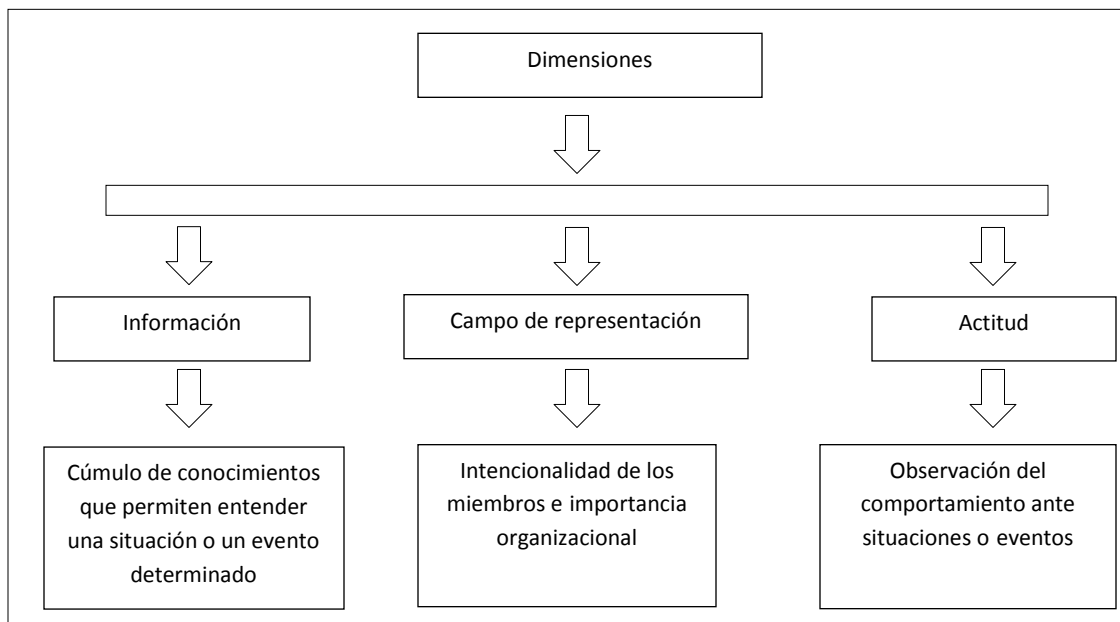 Dimensiones
Información
Campo de representación
Actitud
Cúmulo de conocimientos
que permiten entender
una situación o un evento
determinado
Intencionalidad de los
miembros e importancia
organizacional
Observación del
comportamiento ante
situaciones o eventos